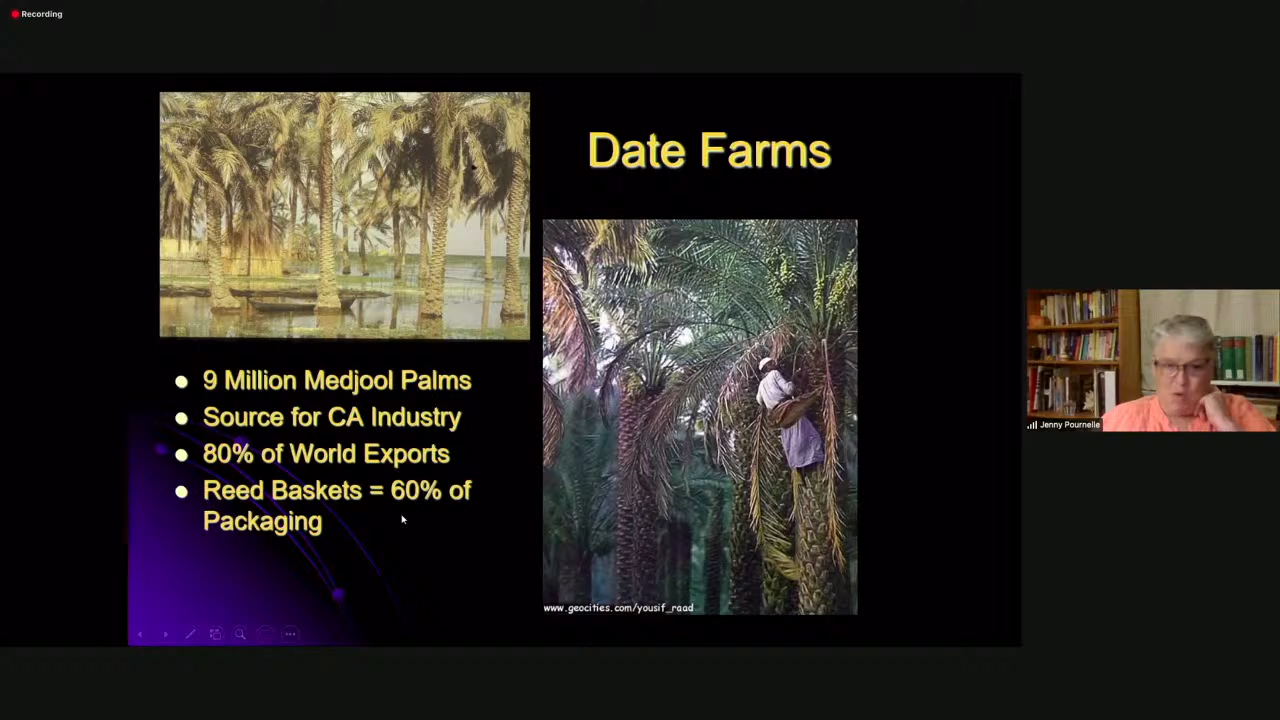 Recording
Date Farms
9 Million Medjool Palms
Source for CA Industry
80% of World Exports
Reed Baskets = 60% of
Packaging
www.geocities.com/yousif_raad
Jenny Pournelle